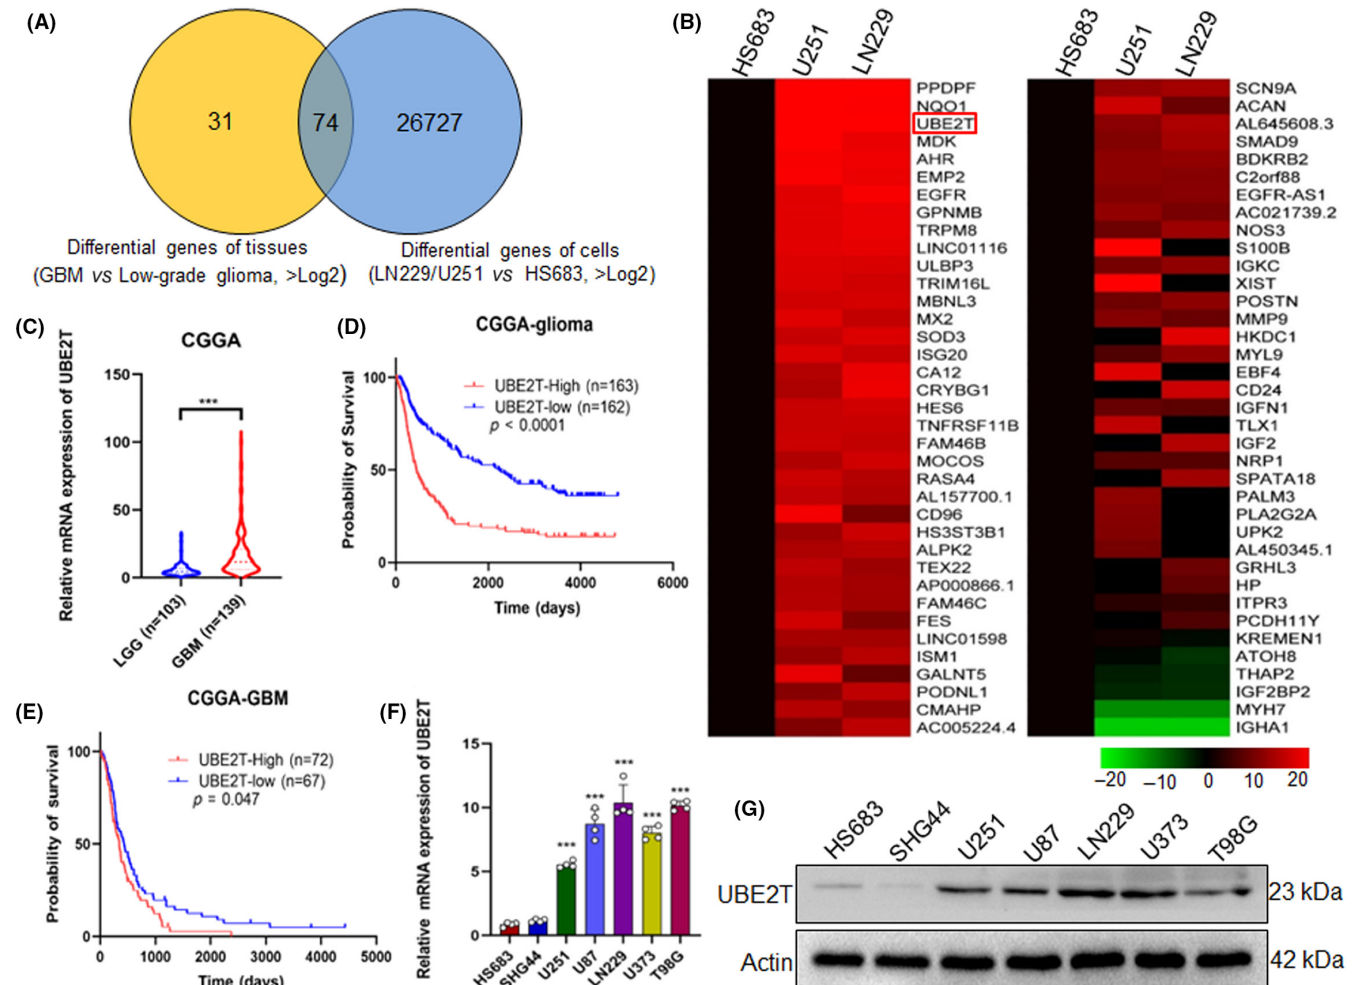 (A)
31
74
26727
Differential genes of tissues
(GBM vs Low-grade glioma, >Log2)
Differential genes of cells
(LN229/U251 vs HS683, >Log2)
(B)
HS683
U251
LN229
PPDPF
NQO1
UBE2T
MDK
AHR
EMP2
EGFR
GPNMB
TRPM8
LINC01116
ULBP3
TRIM16L
MBNL3
MX2
SOD3
ISG20
CA12
CRYBG1
HES6
TNFRSF11B
FAM46B
MOCOS
RASA4
AL157700.1
CD96
HS3ST3B1
ALPK2
TEX22
AP000866.1
FAM46C
FES
LINC01598
ISM1
GALNT5
PODNL1
CMAHP
AC005224.4
HS683
U251
LN229
SCN9A
ACAN
AL645608.3
SMAD9
BDKRB2
C2orf88
EGFR-AS1
AC021739.2
NOS3
S100B
IGKC
XIST
POSTN
MMP9
HKDC1
MYL9
EBF4
CD24
IGFN1
TLX1
IGF2
NRP1
SPATA18
PALM3
PLA2G2A
UPK2
AL450345.1
GRHL3
HP
ITPR3
PCDH11Y
KREMEN1
ATOH8
THAP2
IGF2BP2
MYH7
IGHA1
−20 −10 0 10 20
(C)
CGGA
Relative mRNA expression of UBE2T
150
100
50
0
***
LGG (n=103)
GBM (n=139)
(D)
CGGA-glioma
Probability of Survival
100
50
0
UBE2T-High (n=163)
UBE2T-low (n=162)
p < 0.0001
0 2000 4000 6000
Time (days)
(E)
CGGA-GBM
Probability of survival
100
50
0
UBE2T-High (n=72)
UBE2T-low (n=67)
p = 0.047
0 1000 2000 3000 4000 5000
Time (days)
(F)
Relative mRNA expression of UBE2T
15
10
5
0
***
***
***
***
***
HS683
SHG44
U251
U87
LN229
U373
T98G
(G)
HS683
SHG44
U251
U87
LN229
U373
T98G
UBE2T
23 kDa
Actin
42 kDa